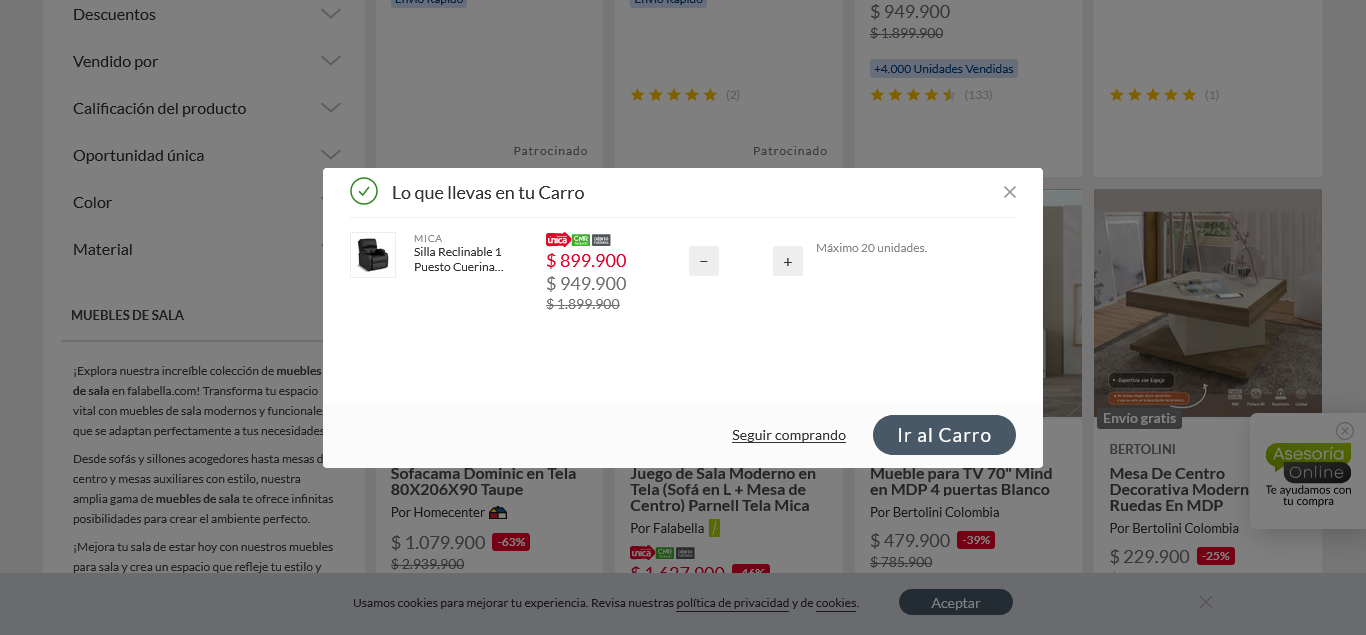 Descuentos
Vendido por
Calificación del producto
Oportunidad única
Color
Material
MUEBLES DE SALA
¡Explora nuestra increíble colección de muebles
de sala en falabella.com! Transforma tu espacio
vital con muebles de sala modernos y funcionales
que se adaptan perfectamente a tus necesidades
Desde sofás y sillones acogedores hasta mesas d
centro y mesas auxiliares con estilo, nuestra
amplia gama de muebles de sala te ofrece infinitas
posibilidades para crear el ambiente perfecto.
¡Mejora tu sala de estar hoy con nuestros muebles
para sala y crea un espacio que refleje tu estilo y
Envío Rápido
Patrocinado
Envío Rápido
(2)
Patrocinado
$ 949.900
$ 1.899.900
+4.000 Unidades Vendidas
(133)
(1)
Lo que llevas en tu Carro
MICA
Silla Reclinable 1
Puesto Cuerina...
única CMR
$ 899.900
$ 949.900
$ 1.899.900
−
+
Máximo 20 unidades.
Seguir comprando
Ir al Carro
Sofacama Dominic en Tela
80X206X90 Taupe
Por Homecenter
$ 1.079.900 -63%
$ 2.939.900
Juego de Sala Moderno en
Tela (Sofá en L + Mesa de
Centro) Parnell Tela Mica
Por Falabella
única CMR
$ 1.627.900 -46%
Mueble para TV 70" Mind
en MDP 4 puertas Blanco
Por Bertolini Colombia
$ 479.900 -39%
$ 785.900
• Superficie con Espejo
Envío gratis
BERTOLINI
Mesa De Centro
Decorativa Modern
Ruedas En MDP
Por Bertolini Colombia
$ 229.900 -25%
Asesoría
Online
Te ayudamos con
tu compra
Usamos cookies para mejorar tu experiencia. Revisa nuestras política de privacidad y de cookies.
Aceptar